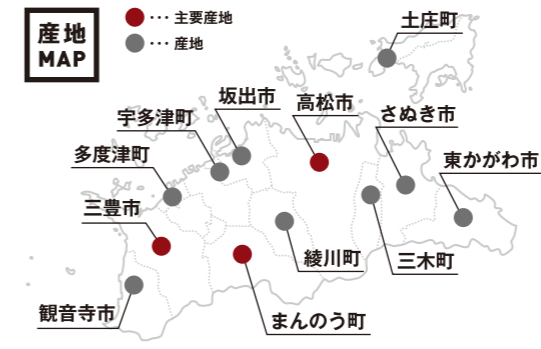 産地
MAP
･･･ 主要産地
･･･ 産地
土庄町
坂出市
高松市
宇多津町
さぬき市
多度津町
東かがわ市
三豊市
綾川町
三木町
観音寺市
まんのう町